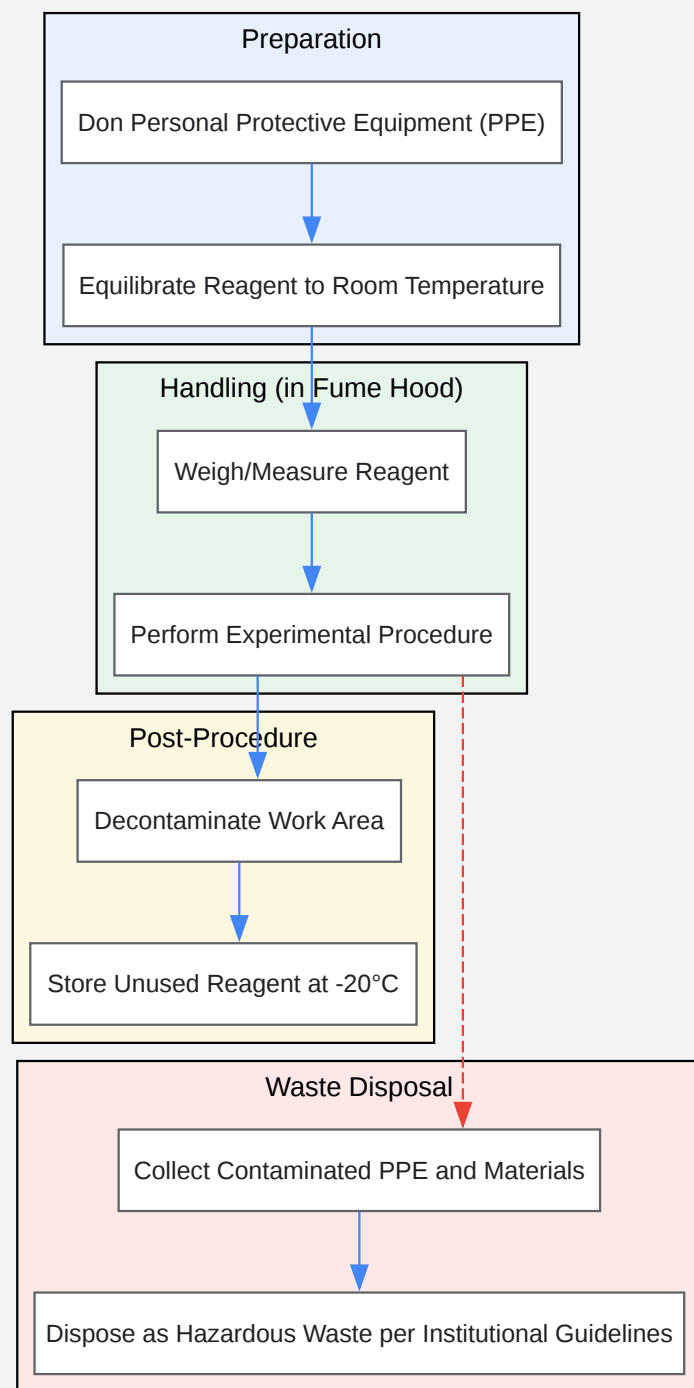 Preparation
Don Personal Protective Equipment (PPE)
Equilibrate Reagent to Room Temperature
Handling (in Fume Hood)
Weigh/Measure Reagent
Perform Experimental Procedure
Post-Procedure
Decontaminate Work Area
Store Unused Reagent at -20°C
Waste Disposal
Collect Contaminated PPE and Materials
Dispose as Hazardous Waste per Institutional Guidelines